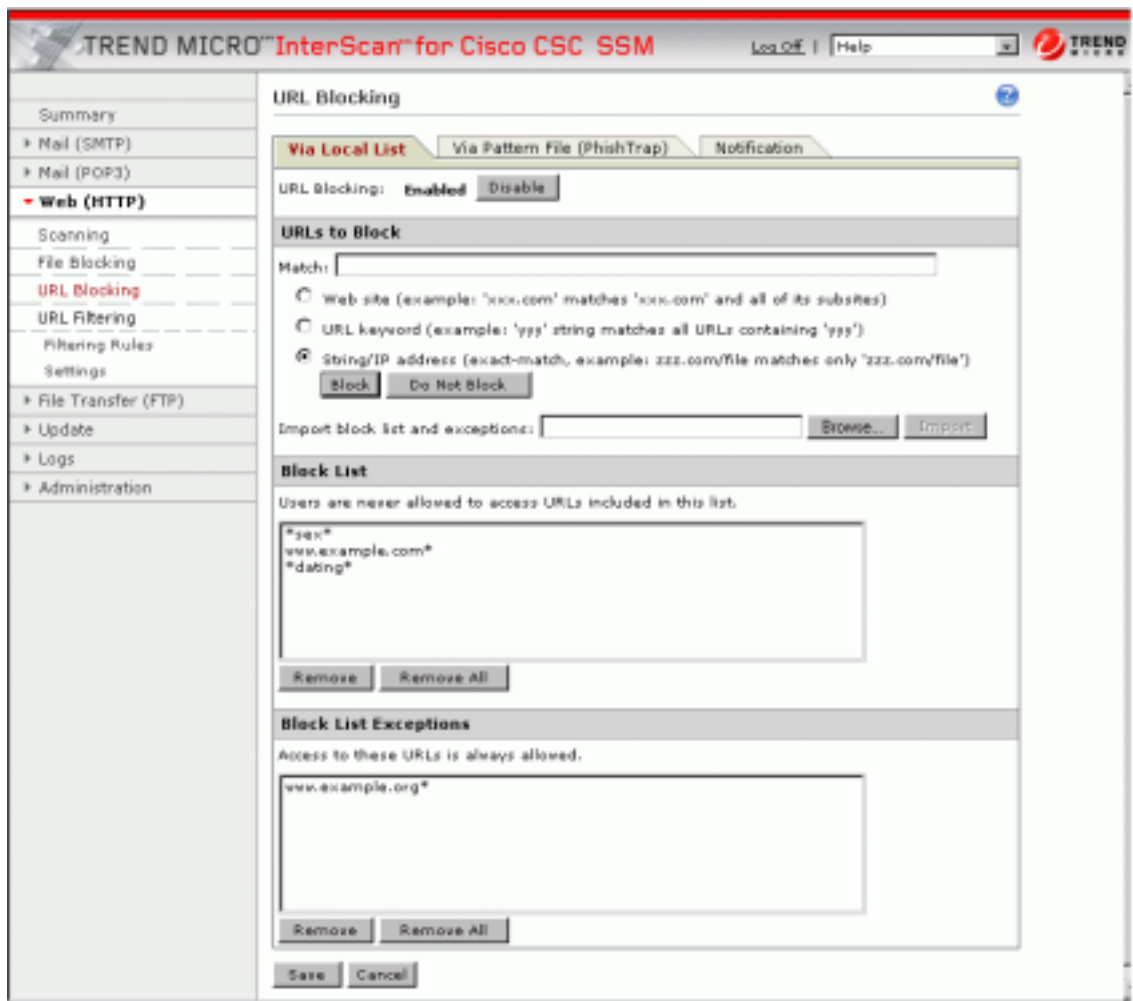 TREND MICRO™ InterScan™ for Cisco CSC SSM
Log Off | Help
TREND MICRO
Summary
Mail (SMTP)
Mail (POP3)
Web (HTTP)
Scanning
File Blocking
URL Blocking
URL Filtering
Filtering Rules
Settings
File Transfer (FTP)
Update
Logs
Administration
URL Blocking
?
Via Local List
Via Pattern File (PhishTrap)
Notification
URL Blocking: Enabled Disable
URLs to Block
Match:
Web site (example: 'xxx.com' matches 'xxx.com' and all of its subsites)
URL keyword (example: 'yyy' string matches all URLs containing 'yyy')
String/IP address (exact-match, example: zzz.com/file matches only 'zzz.com/file')
Block Do Not Block
Import block list and exceptions: Browse... Import
Block List
Users are never allowed to access URLs included in this list.
*sex*
www.example.com*
*dating*
Remove Remove All
Block List Exceptions
Access to these URLs is always allowed.
www.example.org*
Remove Remove All
Save Cancel